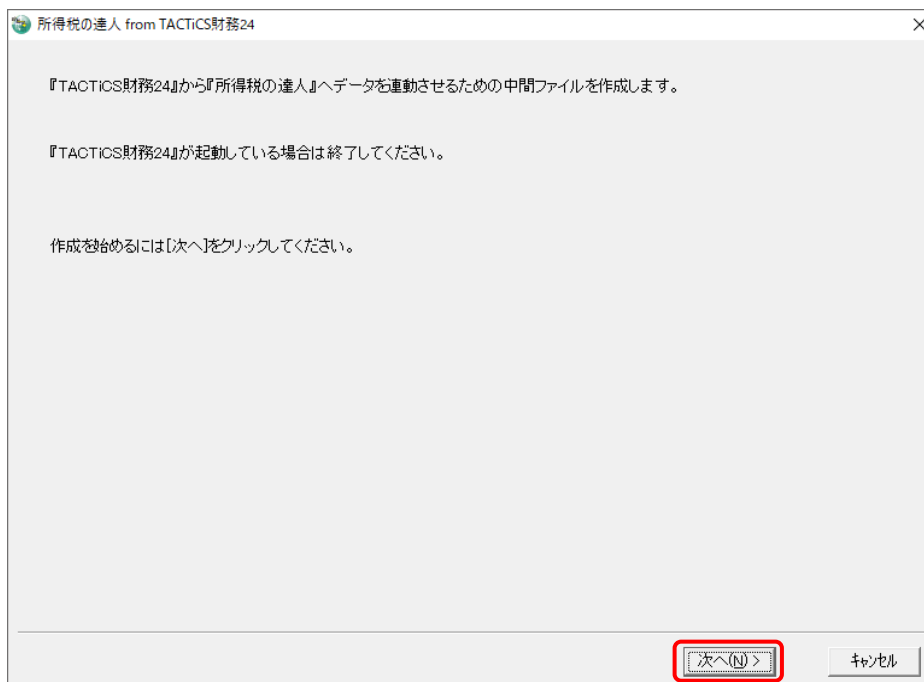 所得税の達人 from TACTiCS財務24
『TACTiCS財務24』から『所得税の達人』へデータを連動させるための中間ファイルを作成します。
『TACTiCS財務24』が起動している場合は終了してください。
作成を始めるには[次へ]をクリックしてください。
次へ(N) >
キャンセル